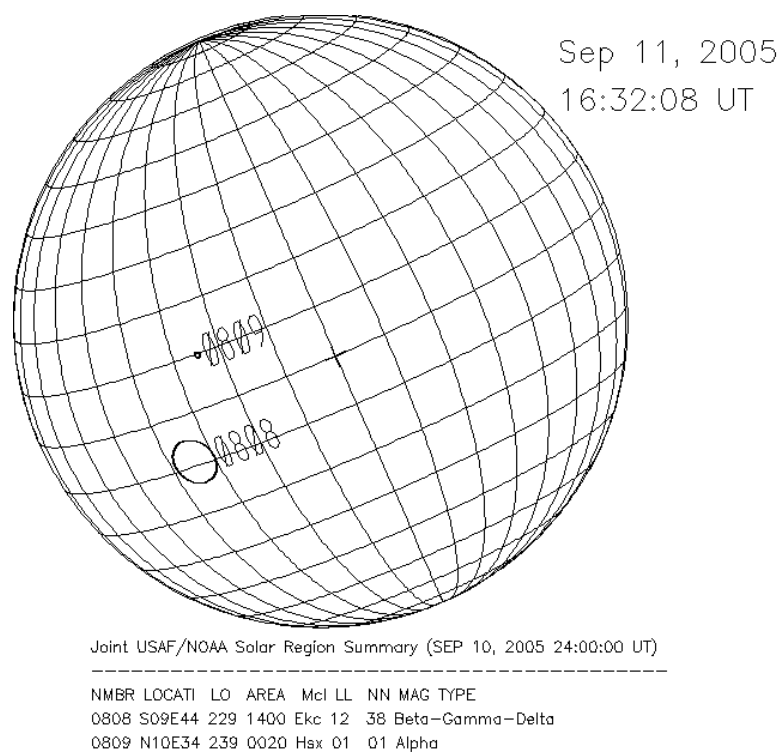 Sep 11, 2005
16:32:08 UT
0809
0808
Joint USAF/NOAA Solar Region Summary (SEP 10, 2005 24:00:00 UT)
------------------------------------------------------------------
NMBR LOCATI LO AREA McI LL NN MAG TYPE
0808 S09E44 229 1400 Ekc 12 38 Beta-Gamma-Delta
0809 N10E34 239 0020 Hsx 01 01 Alpha